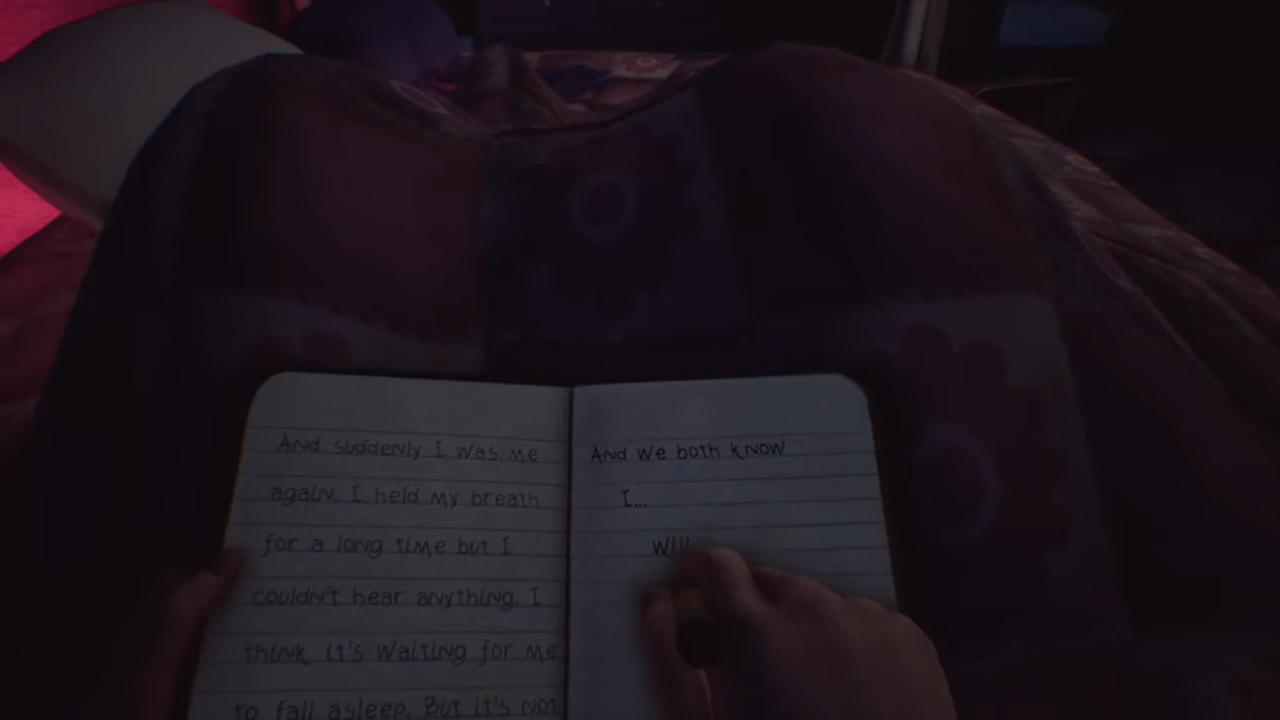 And suddenly I was me
again. I held my breath
for a long time but I
couldn't hear anything. I
think it's waiting for me
to fall asleep. But it's not
And we both know
I...
will